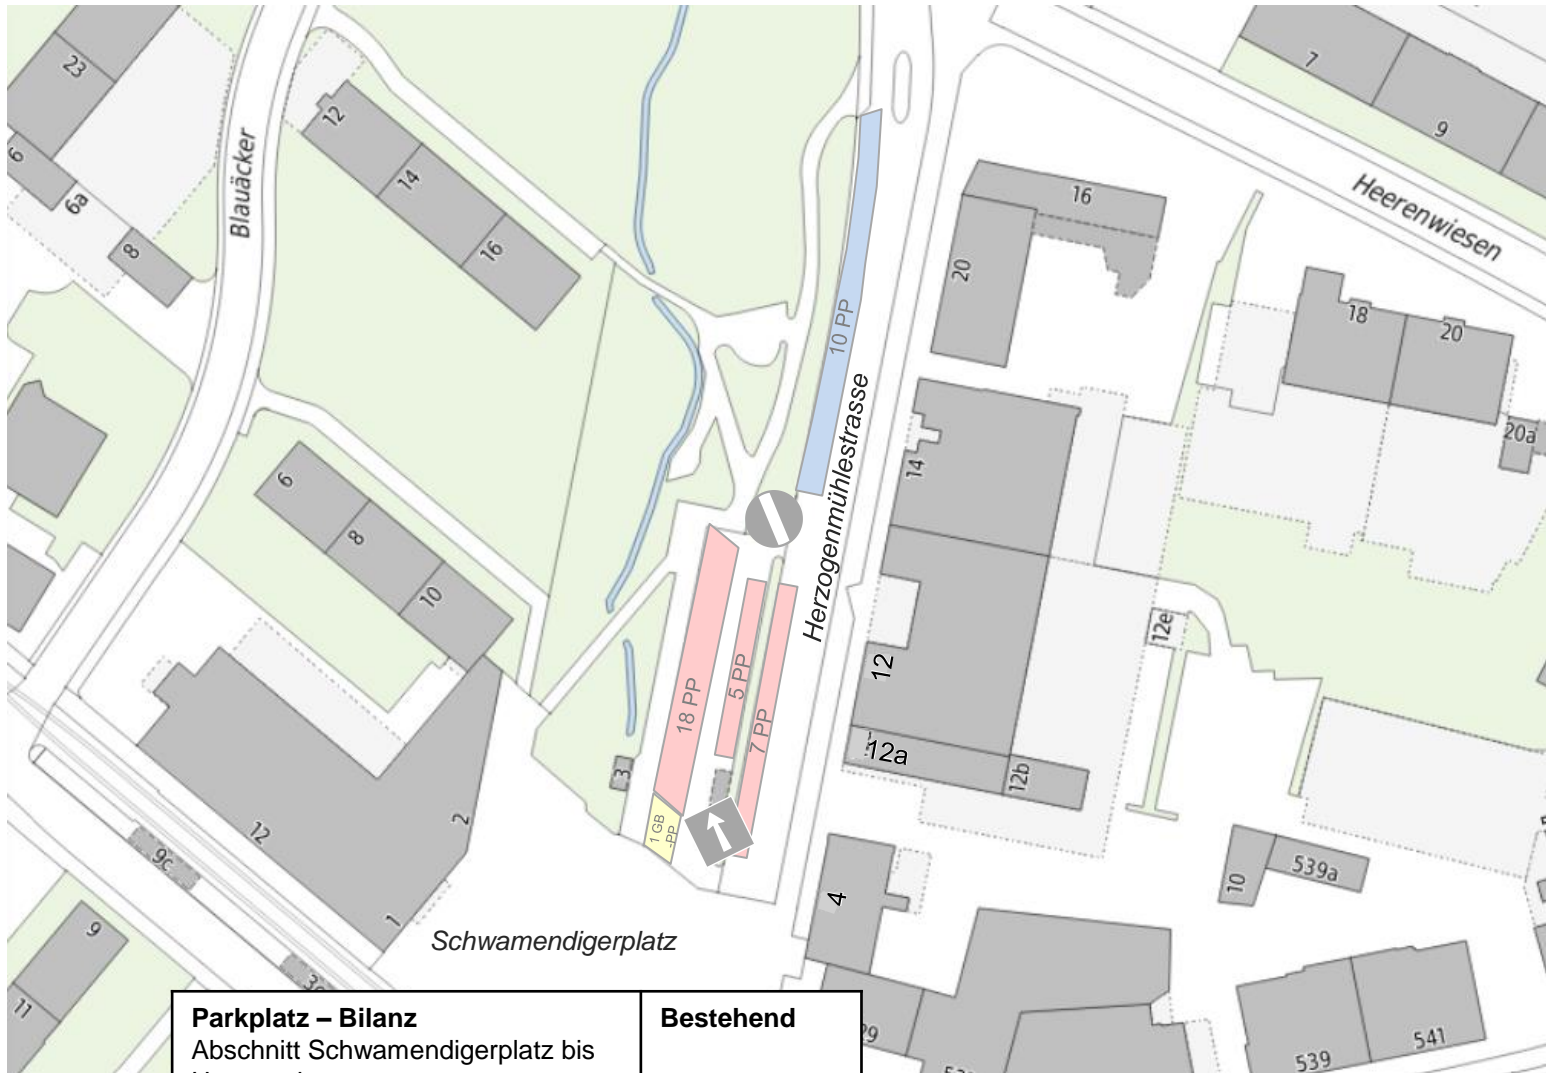 23
12
7
9
6
6a
8
Blauäcker
14
16
16
20
Heerenwiesen
18
20
20a
10 PP
Herzogenmühlestrasse
14
6
8
10
12e
12
18 PP
5 PP
7 PP
12a
12b
3
1 GB
-PP
12
2
9c
1
4
10
539a
9
11
Schwamendigerplatz
539
541
Parkplatz – Bilanz
Bestehend
Abschnitt Schwamendigerplatz bis